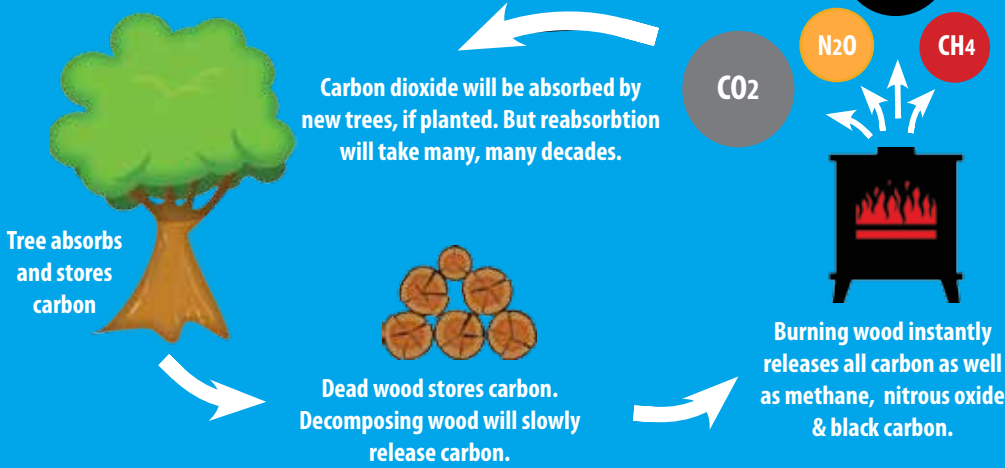 N2O
CH4
CO2
Carbon dioxide will be absorbed by
new trees, if planted. But reabsorbtion
will take many, many decades.
Tree absorbs
and stores
carbon
Dead wood stores carbon.
Decomposing wood will slowly
release carbon.
Burning wood instantly
releases all carbon as well
as methane, nitrous oxide
& black carbon.